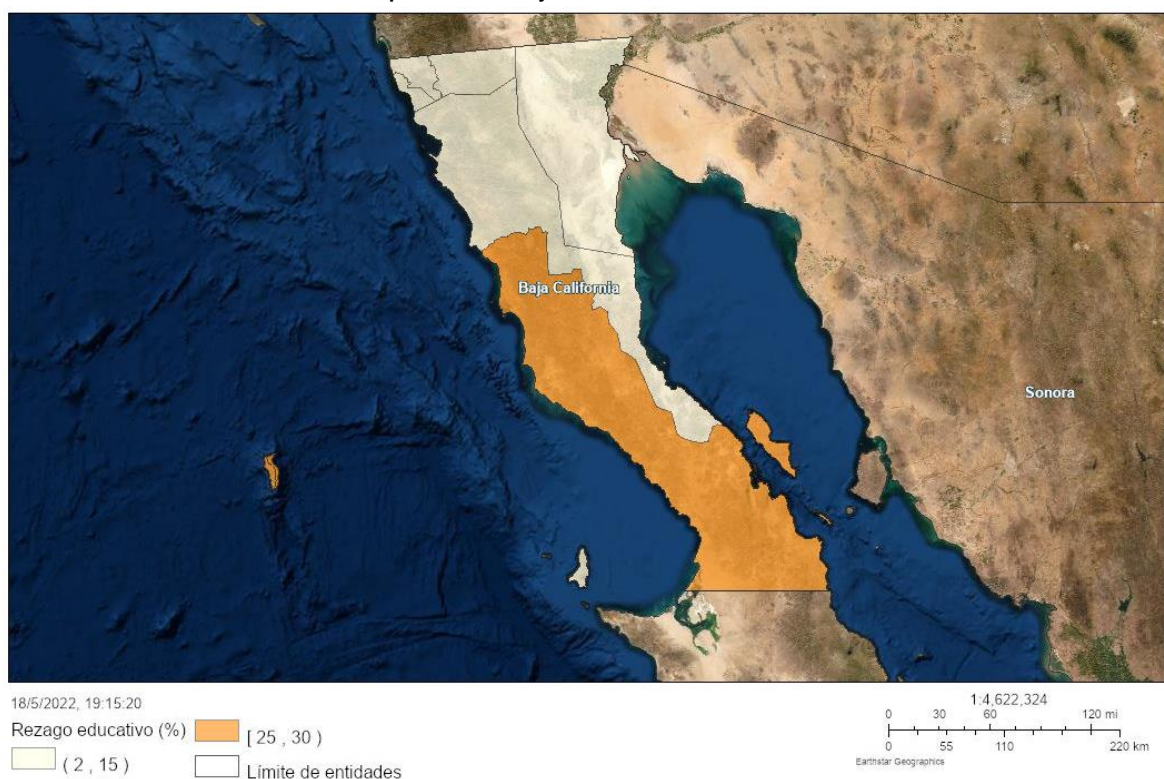 Baja California
Sonora
18/5/2022, 19:15:20
Rezago educativo (%)
( 2 , 15 )
[ 25 , 30 )
Límite de entidades
1:4,622,324
0 30 60 120 mi
0 55 110 220 km
Earthstar Geographics